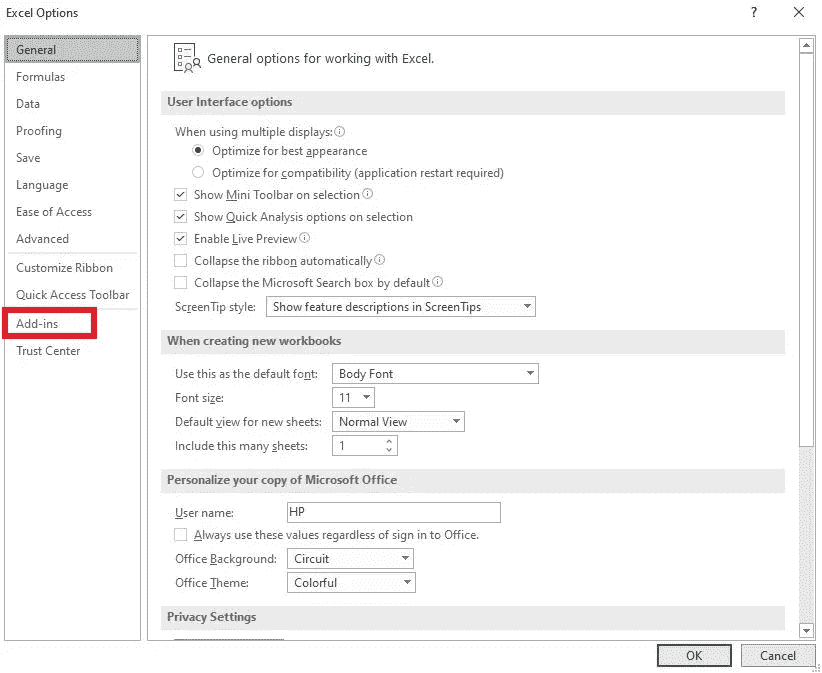 Excel Options
?
General
Formulas
Data
Proofing
Save
Language
Ease of Access
Advanced
Customize Ribbon
Quick Access Toolbar
Add-ins
Trust Center
General options for working with Excel.
User Interface options
When using multiple displays:
Optimize for best appearance
Optimize for compatibility (application restart required)
Show Mini Toolbar on selection
Show Quick Analysis options on selection
Enable Live Preview
Collapse the ribbon automatically
Collapse the Microsoft Search box by default
ScreenTip style: Show feature descriptions in ScreenTips
When creating new workbooks
Use this as the default font: Body Font
Font size: 11
Default view for new sheets: Normal View
Include this many sheets: 1
Personalize your copy of Microsoft Office
User name: HP
Always use these values regardless of sign in to Office.
Office Background: Circuit
Office Theme: Colorful
Privacy Settings
OK Cancel